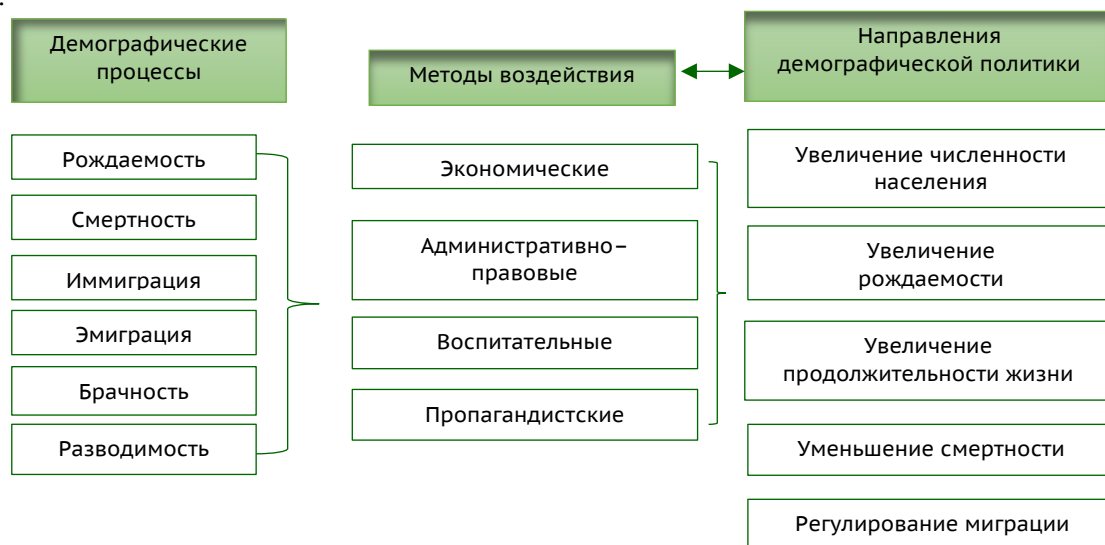 Демографические
процессы
Методы воздействия
Направления
демографической политики
Рождаемость
Смертность
Иммиграция
Эмиграция
Брачность
Разводимость
Экономические
Административно–
правовые
Воспитательные
Пропагандистские
Увеличение численности
населения
Увеличение
рождаемости
Увеличение
продолжительности жизни
Уменьшение смертности
Регулирование миграции